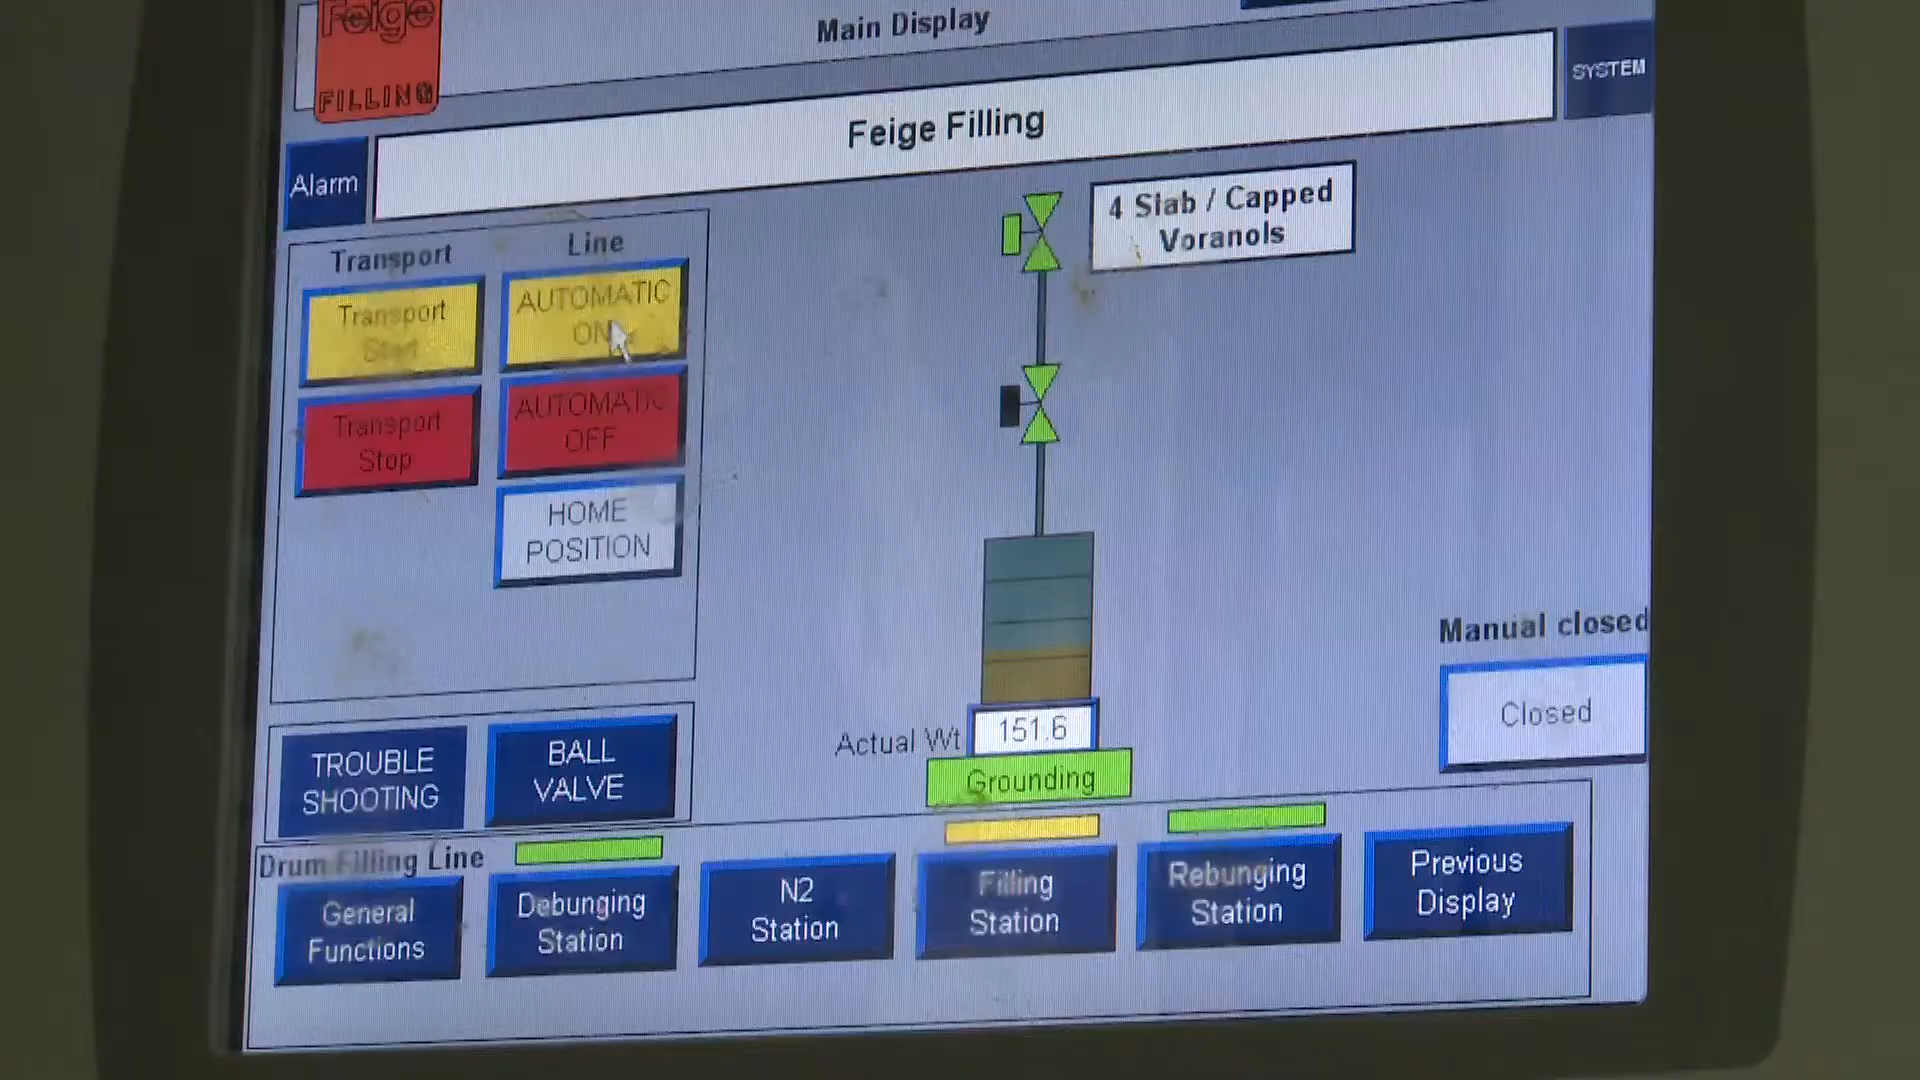 Feige
FILLING
Main Display
SYSTEM
Feige Filling
Alarm
4 Slab / Capped
Voranols
Transport
Line
Transport
Start
AUTOMATIC
ON
Transport
Stop
AUTOMATIC
OFF
HOME
POSITION
Manual closed
Closed
Actual Wt
151.6
Grounding
TROUBLE
SHOOTING
BALL
VALVE
Drum Filling Line
General
Functions
Debunging
Station
N2
Station
Filling
Station
Rebunging
Station
Previous
Display